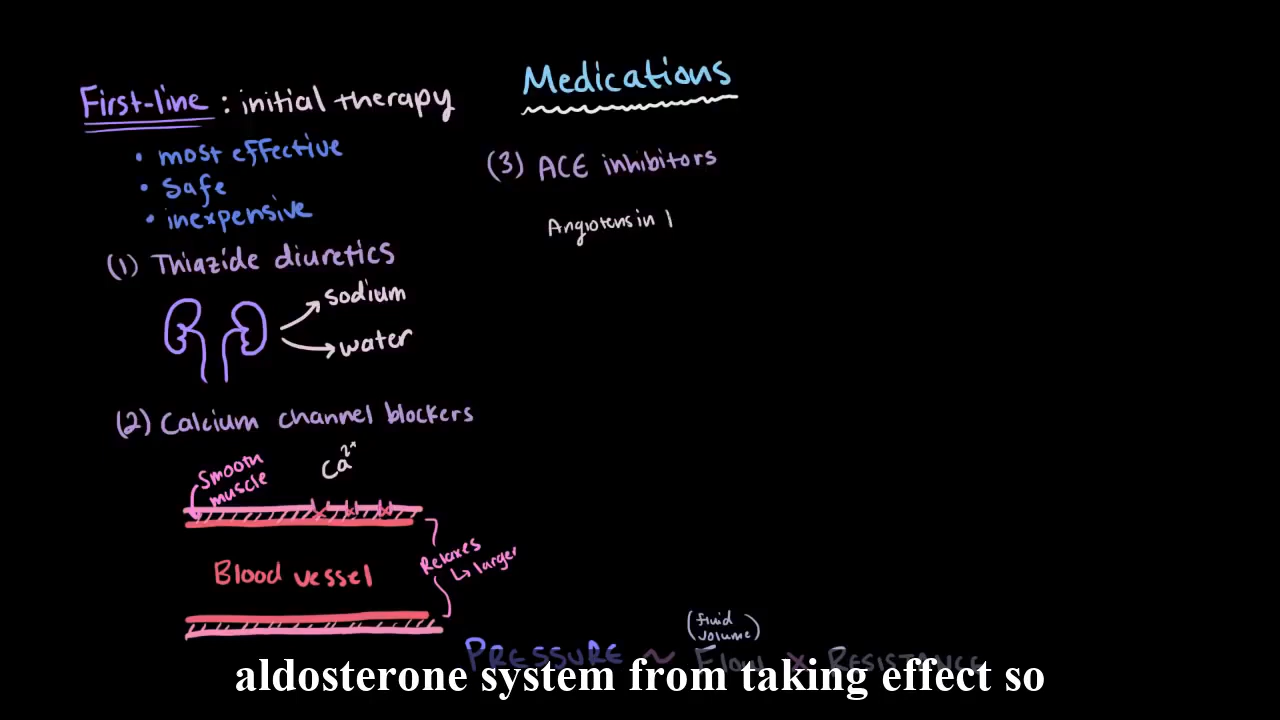 Medications
First-line : initial therapy
• most effective
• safe
• inexpensive
(1) Thiazide diuretics
sodium
water
(2) Calcium channel blockers
Smooth
muscle
Ca²⁺
Blood vessel
Relaxes
↳ larger
(3) ACE inhibitors
Angiotensin 1
(fluid
volume)
PRESSURE ~ Flow x RESISTANCE
aldosterone system from taking effect so